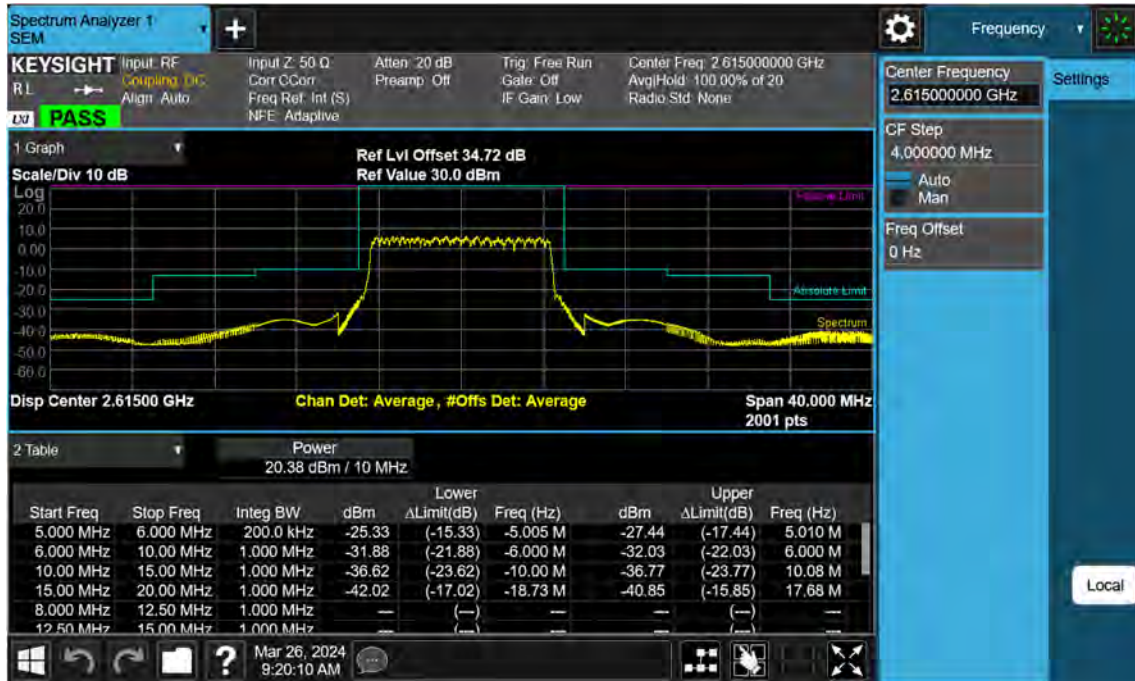 Spectrum Analyzer 1
SEM
+
Frequency
KEYSIGHT
Input: RF
Input Z: 50 Ω
Atten: 20 dB
Trig: Free Run
Center Freq: 2.615000000 GHz
R L
Coupling: DC
Corr CCorr
Preamp: Off
Gate: Off
Avg|Hold: 100.00% of 20
Align: Auto
Freq Ref: Int (S)
IF Gain: Low
Radio Std: None
LXI
PASS
NFE: Adaptive
Center Frequency
2.615000000 GHz
Settings
CF Step
4.000000 MHz
Auto
Man
Freq Offset
0 Hz
1 Graph
Ref Lvl Offset 34.72 dB
Scale/Div 10 dB
Ref Value 30.0 dBm
Log
20.0
Relative Limit
10.0
0.00
-10.0
-20.0
Absolute Limit
-30.0
Spectrum
-40.0
-50.0
-60.0
Disp Center 2.61500 GHz
Chan Det: Average, #Offs Det: Average
Span 40.000 MHz
2001 pts
2 Table
Power
20.38 dBm / 10 MHz
Lower Upper
Start Freq Stop Freq Integ BW dBm ΔLimit(dB) Freq (Hz) dBm ΔLimit(dB) Freq (Hz)
5.000 MHz 6.000 MHz 200.0 kHz -25.33 (-15.33) -5.005 M -27.44 (-17.44) 5.010 M
6.000 MHz 10.00 MHz 1.000 MHz -31.88 (-21.88) -6.000 M -32.03 (-22.03) 6.000 M
10.00 MHz 15.00 MHz 1.000 MHz -36.62 (-23.62) -10.00 M -36.77 (-23.77) 10.08 M
15.00 MHz 20.00 MHz 1.000 MHz -42.02 (-17.02) -18.73 M -40.85 (-15.85) 17.68 M
8.000 MHz 12.50 MHz 1.000 MHz --- (---) --- --- (---) ---
12.50 MHz 15.00 MHz 1.000 MHz --- (---) --- --- (---) ---
Local
?
Mar 26, 2024
9:20:10 AM